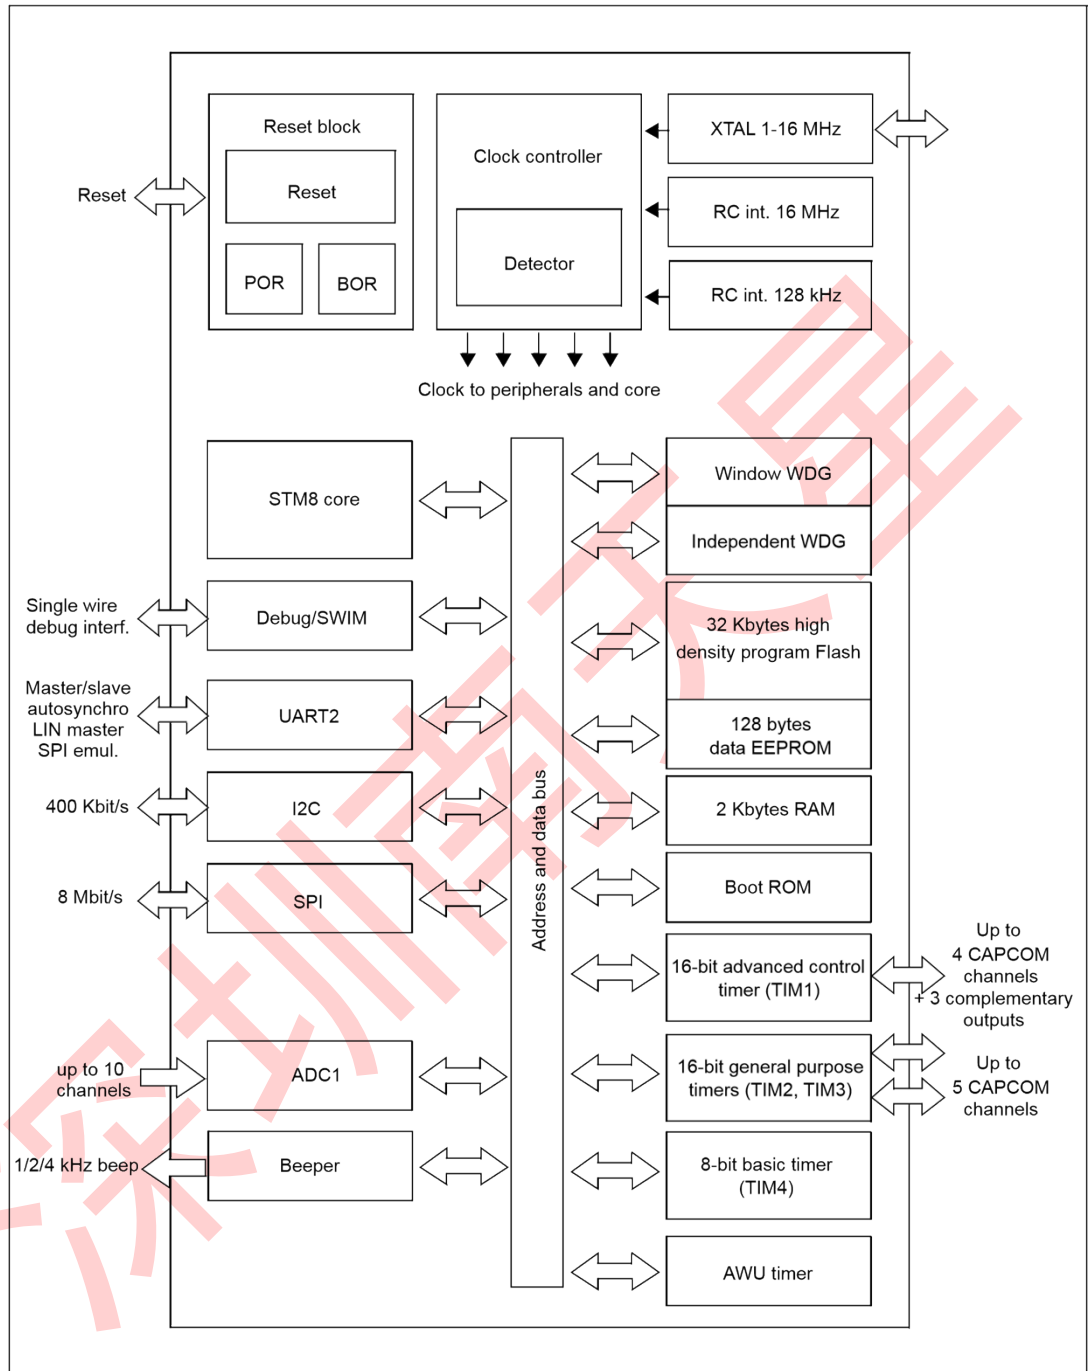 Reset block
Reset
POR
BOR
Reset
Clock controller
Detector
XTAL 1-16 MHz
RC int. 16 MHz
RC int. 128 kHz
Clock to peripherals and core
STM8 core
Single wire
debug interf.
Debug/SWIM
Master/slave
autosynchro
LIN master
SPI emul.
UART2
400 Kbit/s
I2C
8 Mbit/s
SPI
up to 10
channels
ADC1
1/2/4 kHz beep
Beeper
Address and data bus
Window WDG
Independent WDG
32 Kbytes high
density program Flash
128 bytes
data EEPROM
2 Kbytes RAM
Boot ROM
16-bit advanced control
timer (TIM1)
Up to
4 CAPCOM
channels
+ 3 complementary
outputs
16-bit general purpose
timers (TIM2, TIM3)
Up to
5 CAPCOM
channels
8-bit basic timer
(TIM4)
AWU timer
深圳南天星